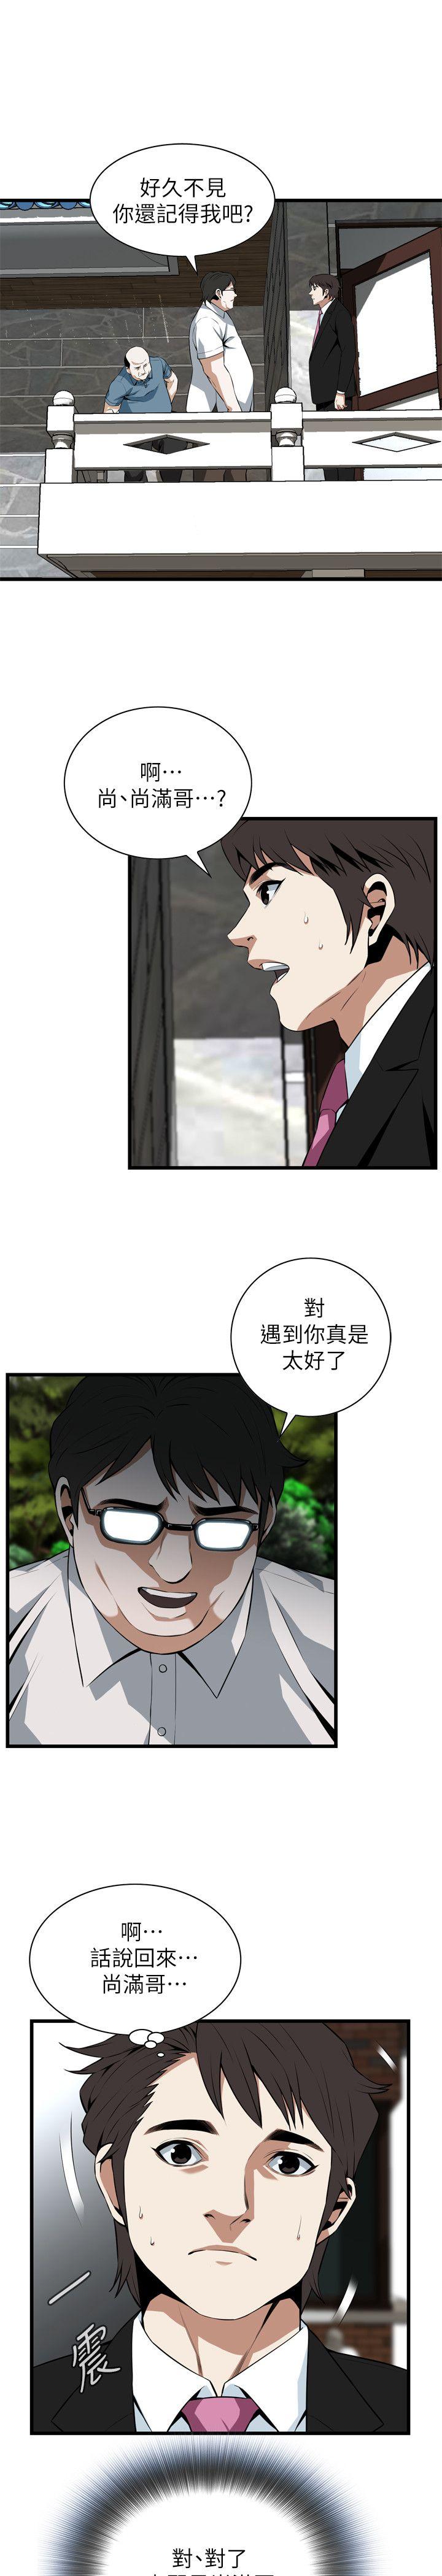 好久不見
你還記得我吧?
啊…
尚、尚滿哥…?
對
遇到你真是
太好了
啊…
話說回來…
尚滿哥…
震
對、對了